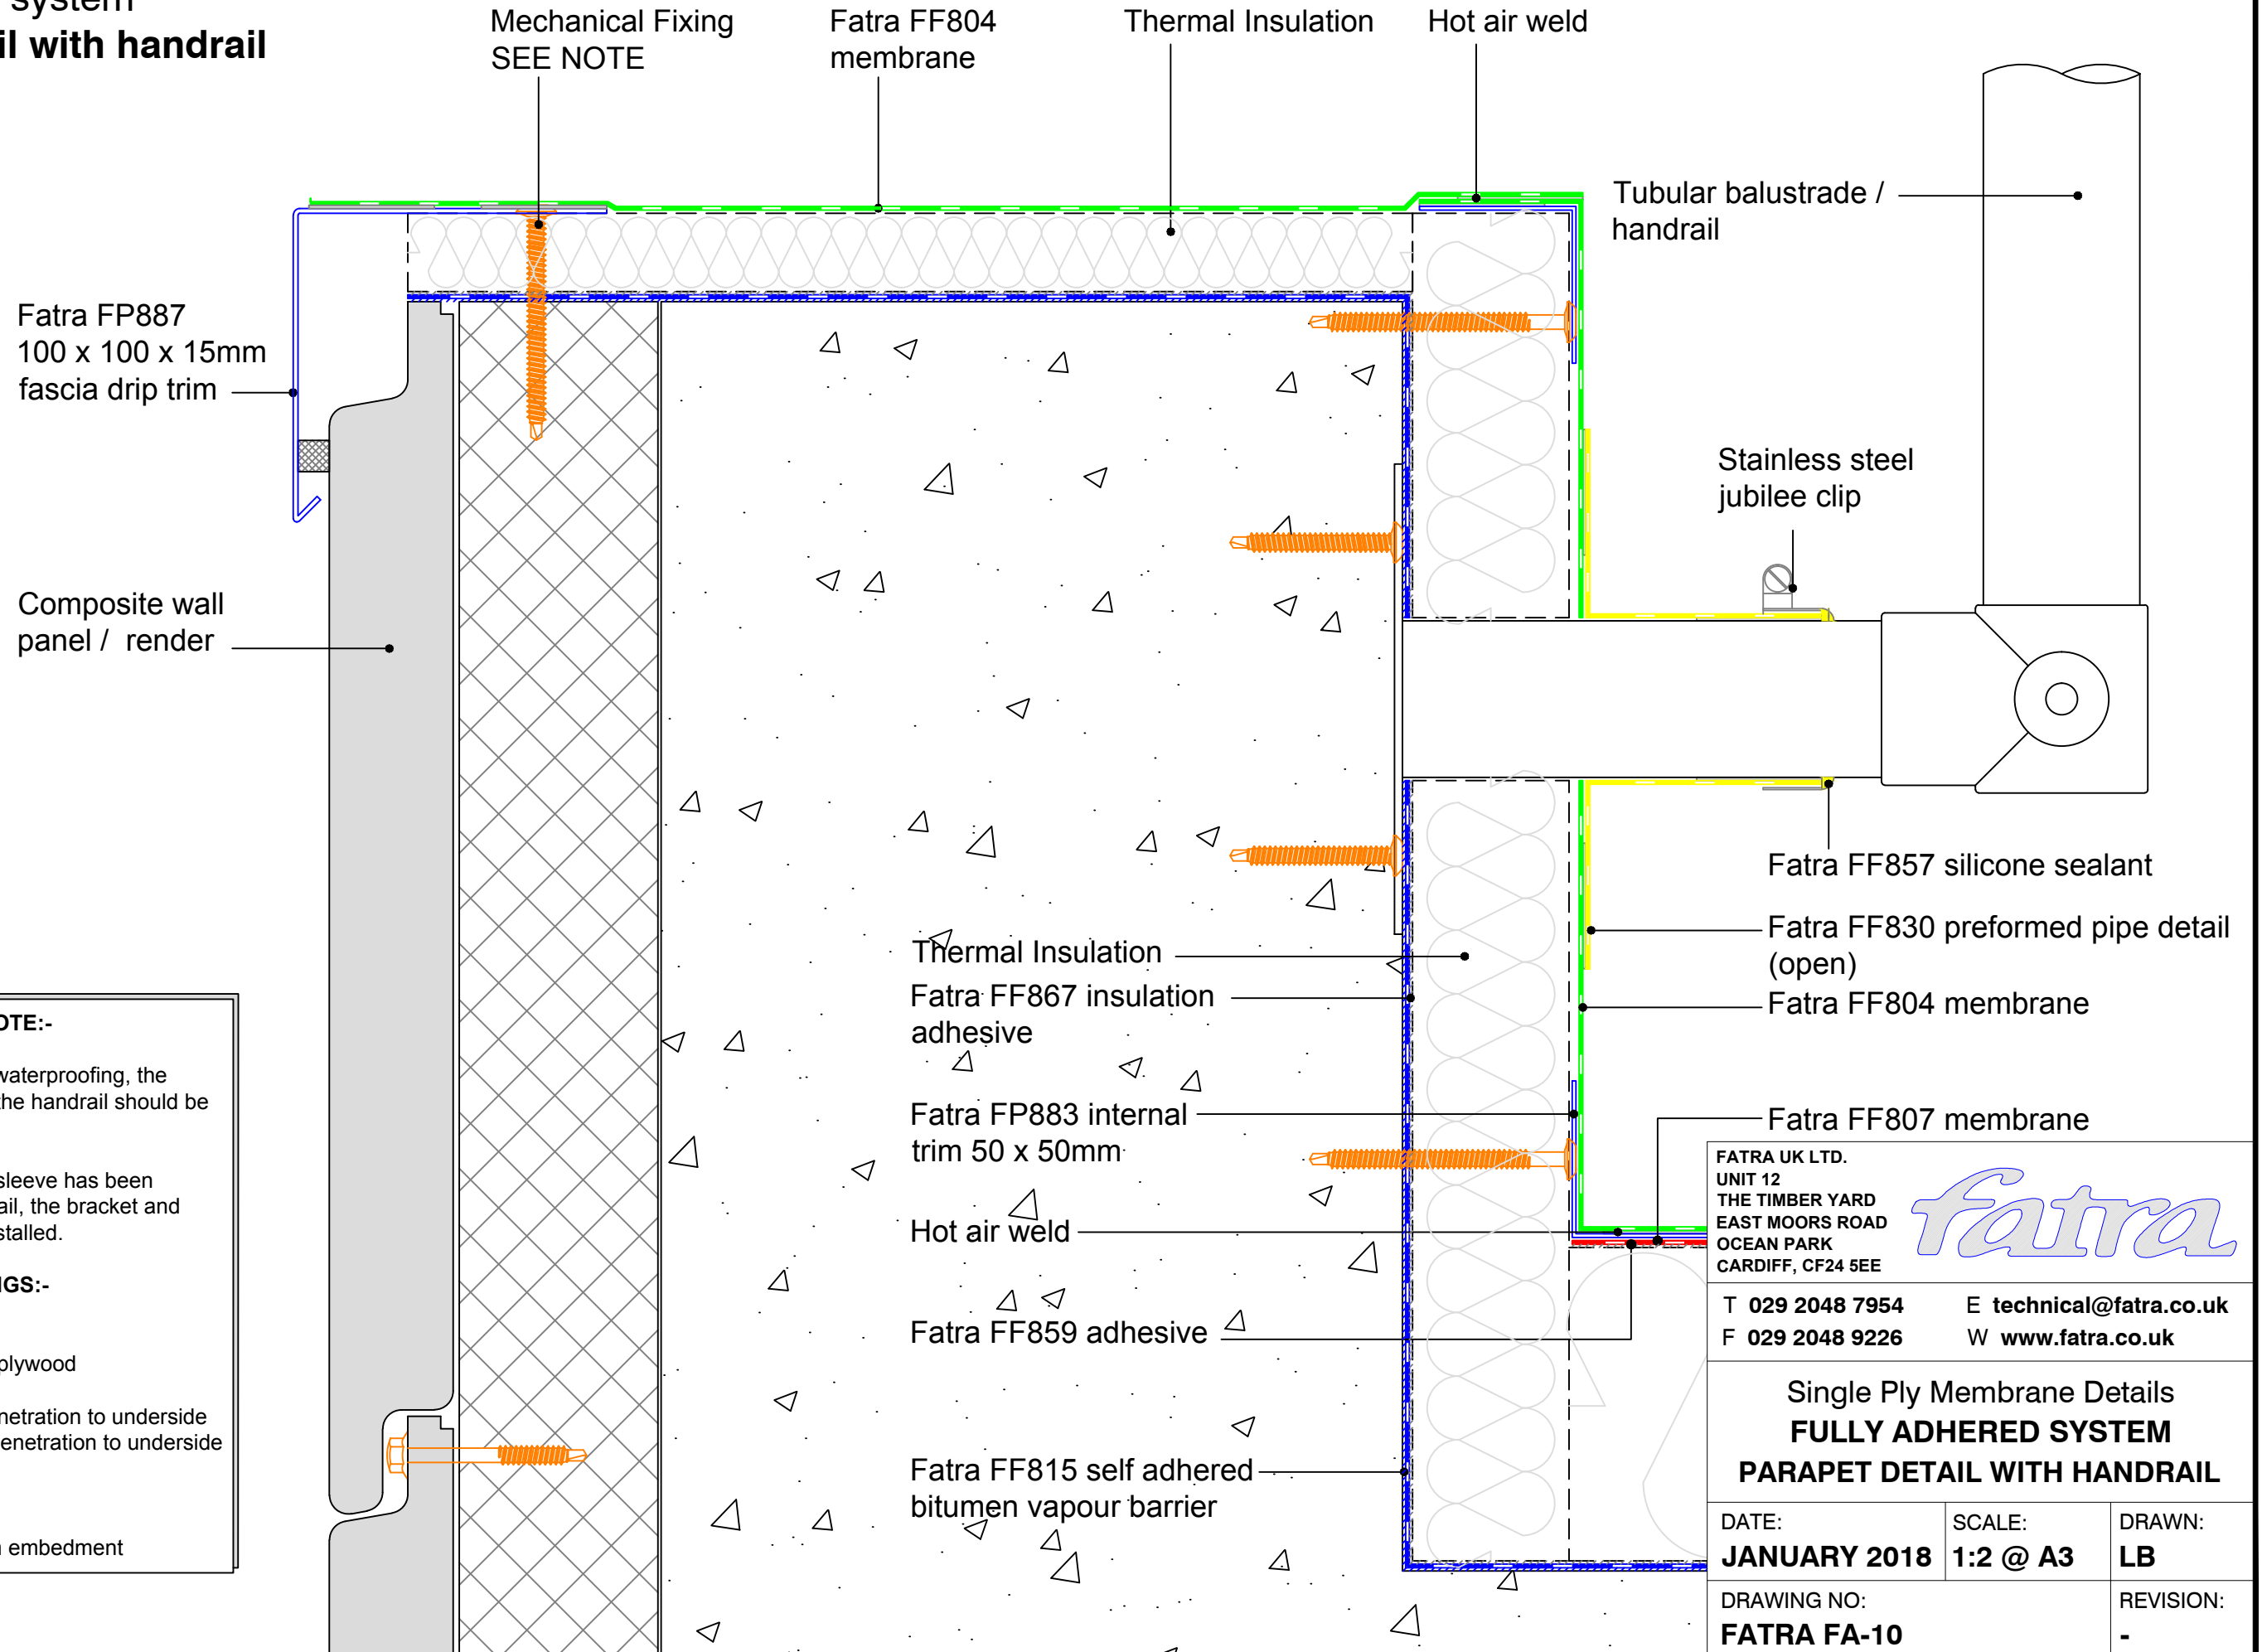 system
il with handrail
Mechanical Fixing
SEE NOTE
Fatra FF804
membrane
Thermal Insulation
Hot air weld
Tubular balustrade /
handrail
Fatra FP887
100 x 100 x 15mm
fascia drip trim
Stainless steel
jubilee clip
Composite wall
panel / render
Fatra FF857 silicone sealant
Fatra FF830 preformed pipe detail
(open)
Fatra FF804 membrane
Thermal Insulation
Fatra FF867 insulation
adhesive
Fatra FP883 internal
trim 50 x 50mm
Fatra FF807 membrane
Hot air weld
Fatra FF859 adhesive
Fatra FF815 self adhered
bitumen vapour barrier
OTE:-
waterproofing, the
the handrail should be
sleeve has been
ail, the bracket and
stalled.
NGS:-
plywood
netration to underside
enetration to underside
embedment
FATRA UK LTD.
UNIT 12
THE TIMBER YARD
EAST MOORS ROAD
OCEAN PARK
CARDIFF, CF24 5EE
fatra
T 029 2048 7954 E technical@fatra.co.uk
F 029 2048 9226 W www.fatra.co.uk
Single Ply Membrane Details
FULLY ADHERED SYSTEM
PARAPET DETAIL WITH HANDRAIL
DATE: SCALE: DRAWN:
JANUARY 2018 1:2 @ A3 LB
DRAWING NO: REVISION:
FATRA FA-10 -